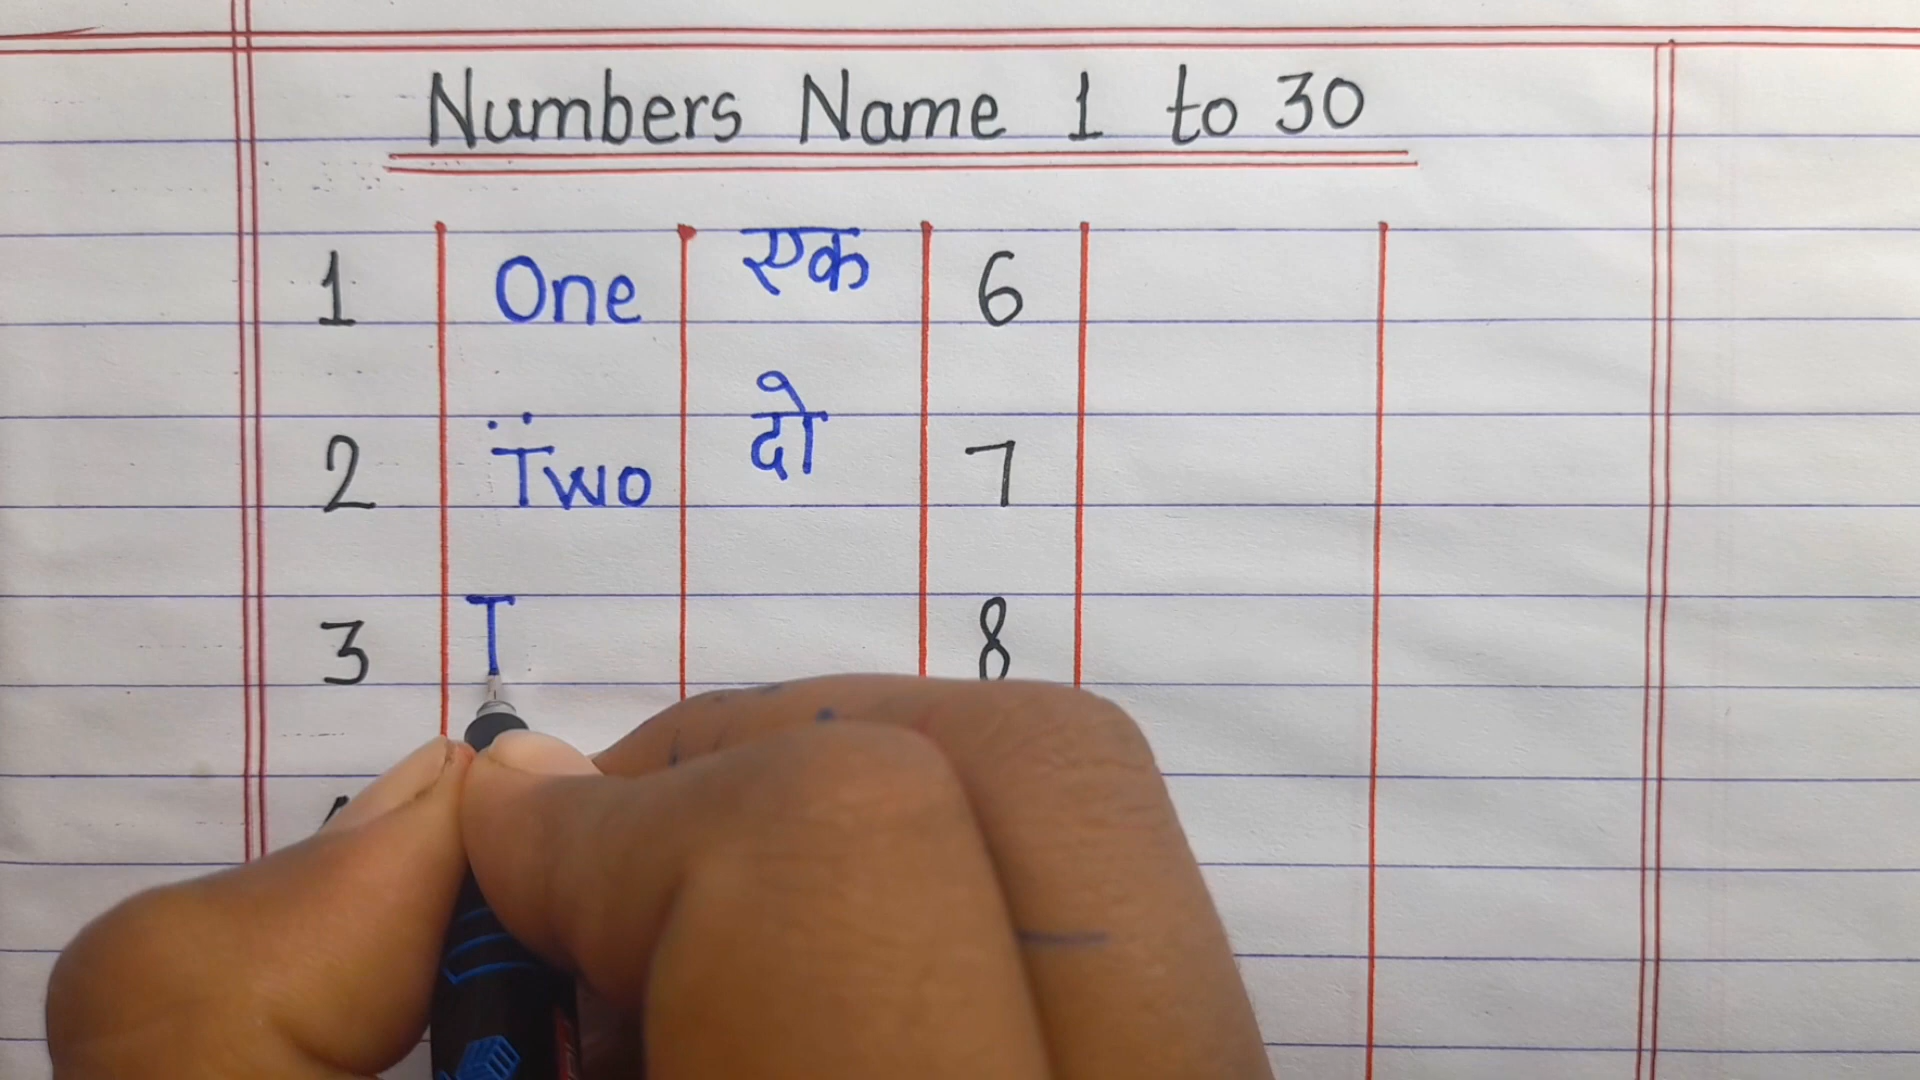 Numbers Name 1 to 30
1 One एक 6
2 Two दो 7
3 T 8